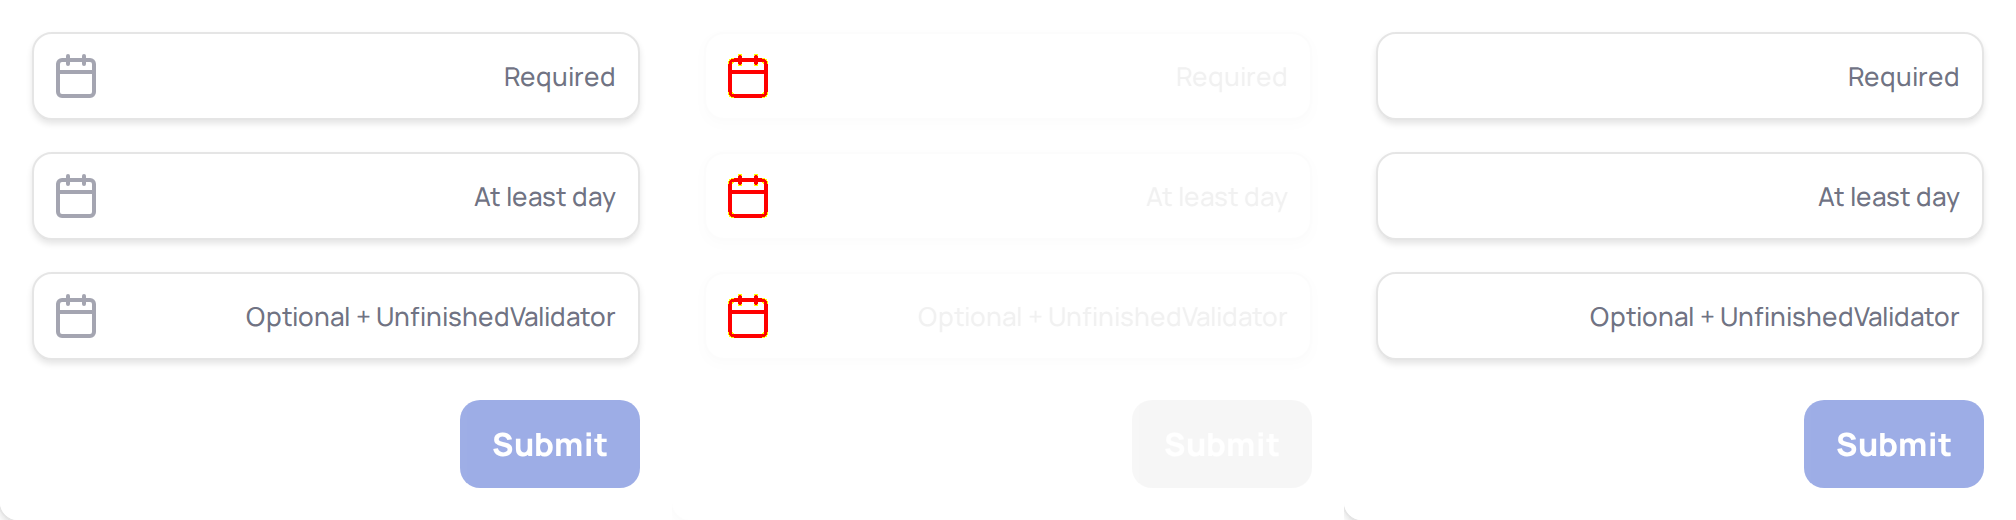 Required
At least day
Optional + UnfinishedValidator
Submit
Required
At least day
Optional + UnfinishedValidator
Submit
Required
At least day
Optional + UnfinishedValidator
Submit